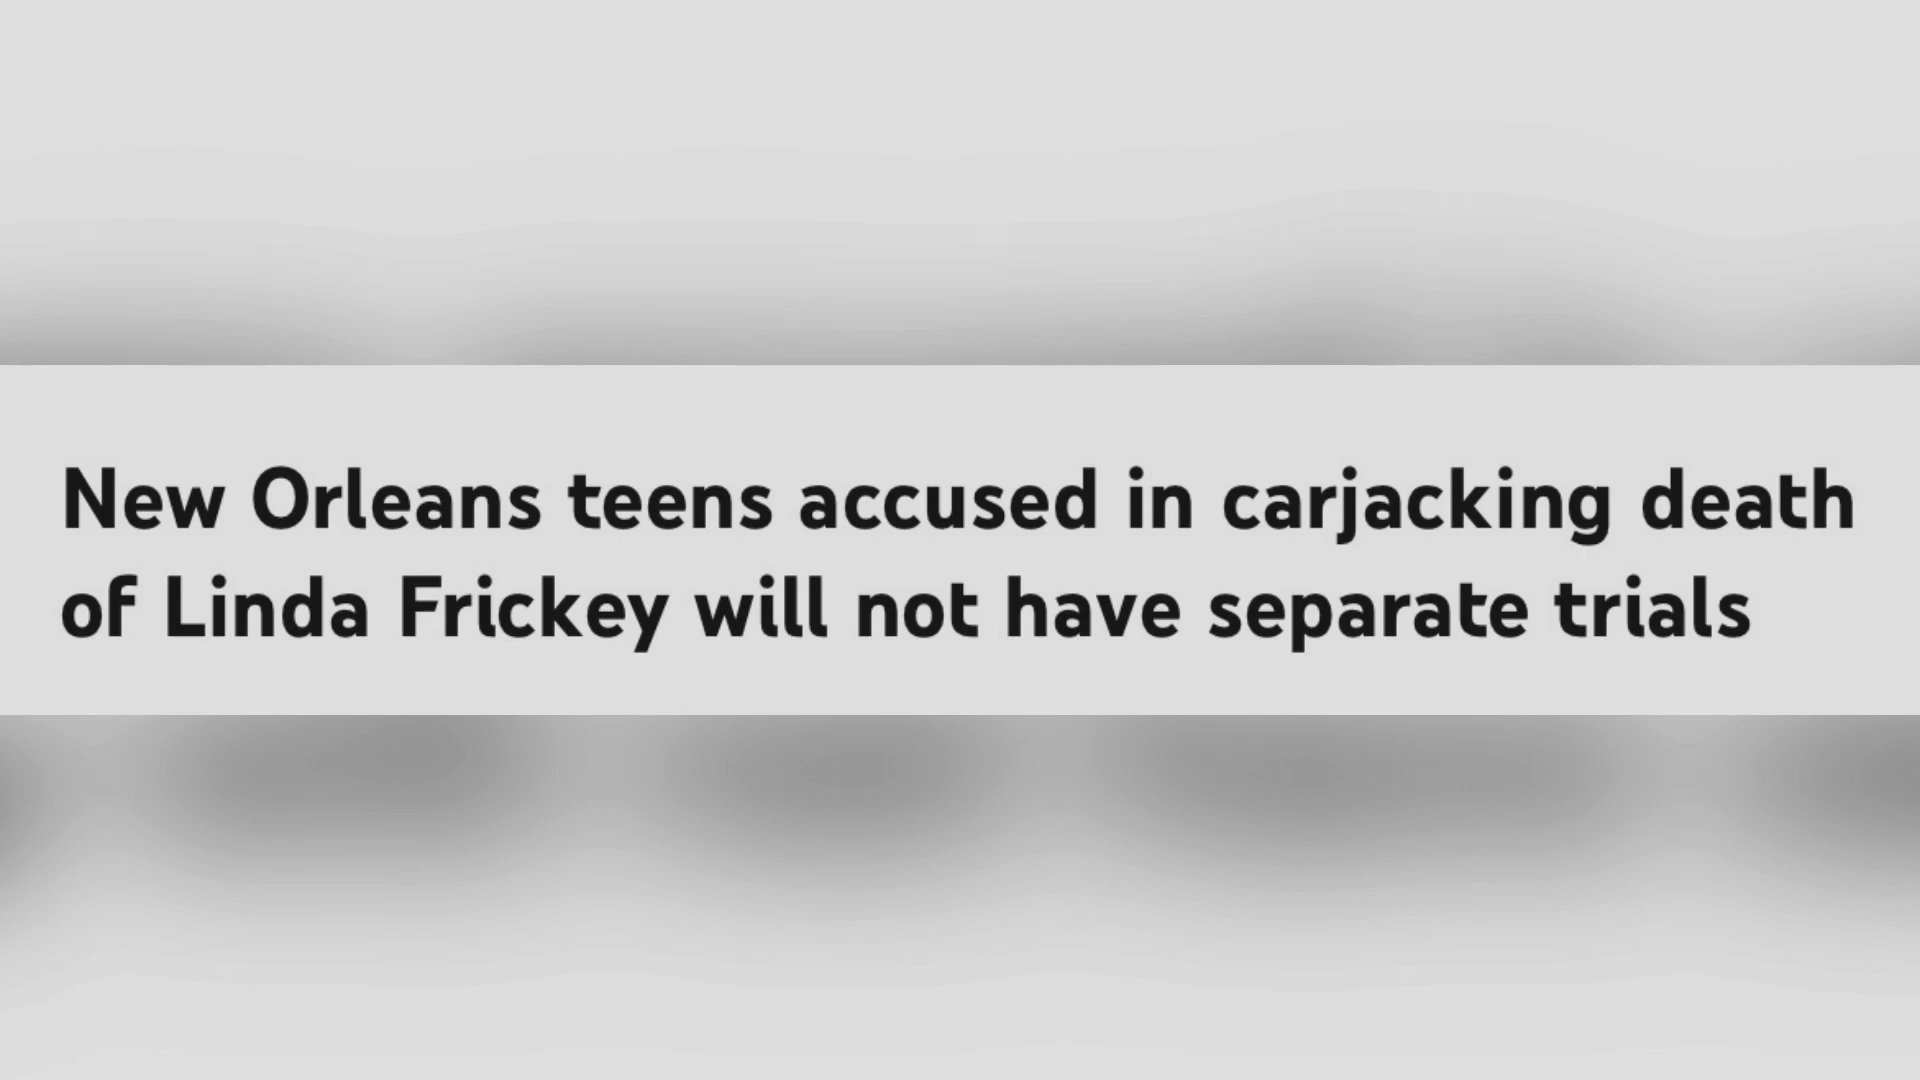 New Orleans teens accused in carjacking death
of Linda Frickey will not have separate trials